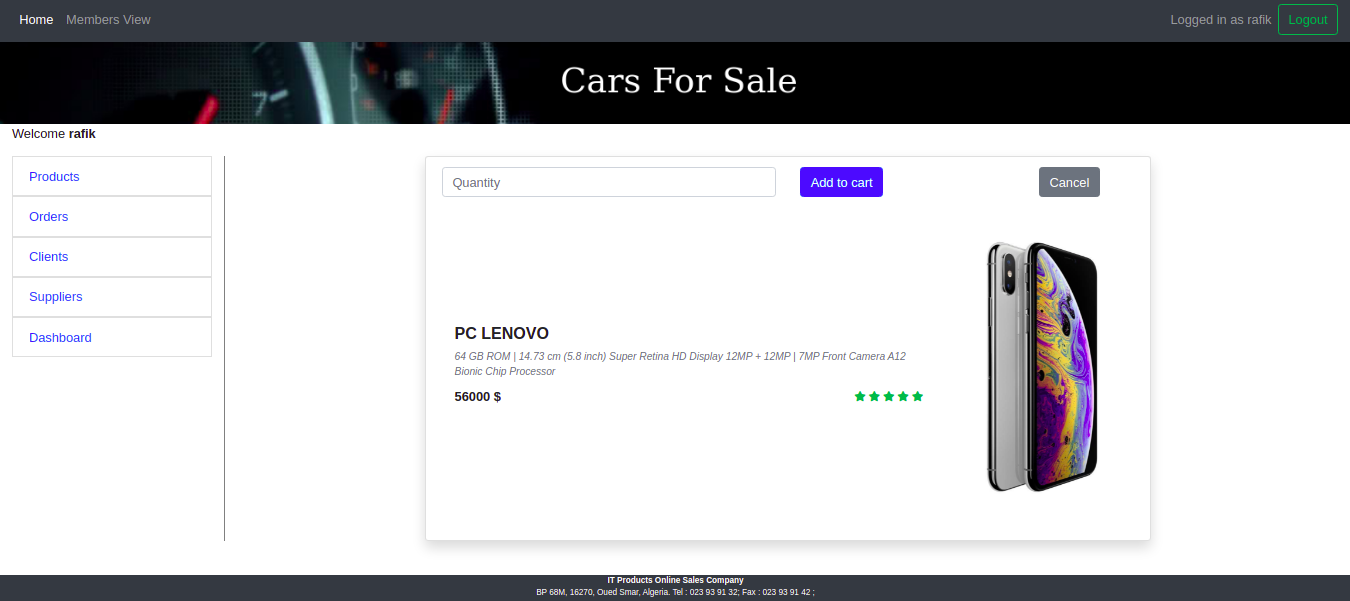 Home Members View Logged in as rafik Logout
Cars For Sale
7
Welcome rafik
Products
Orders
Clients
Suppliers
Dashboard
Quantity Add to cart Cancel
PC LENOVO
64 GB ROM | 14.73 cm (5.8 inch) Super Retina HD Display 12MP + 12MP | 7MP Front Camera A12
Bionic Chip Processor
56000 $
IT Products Online Sales Company
BP 68M, 16270, Oued Smar, Algeria. Tel : 023 93 91 32; Fax : 023 93 91 42 ;